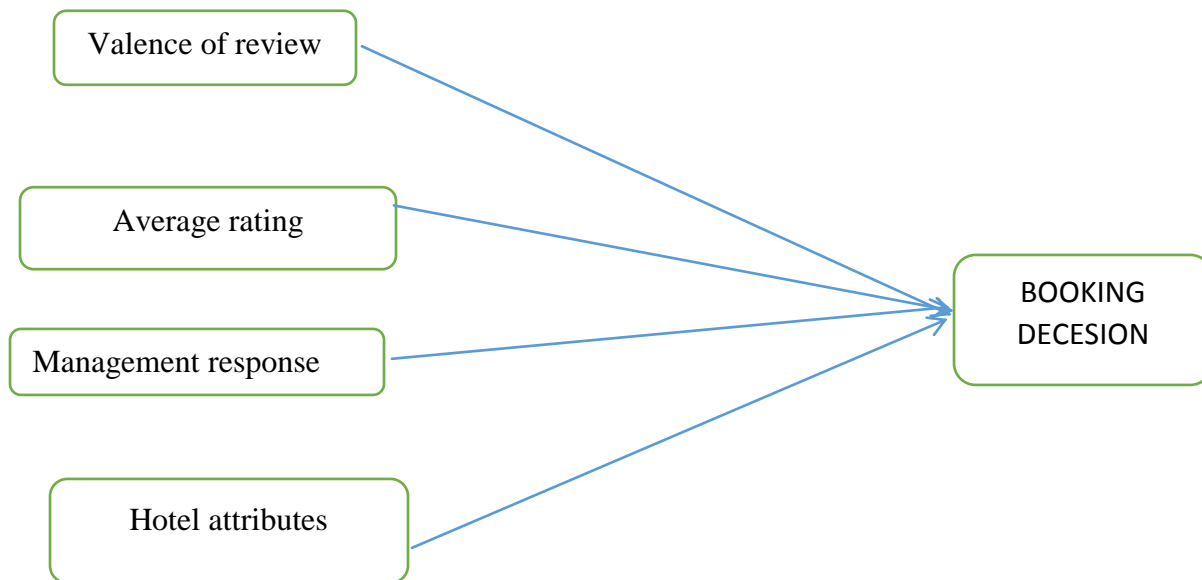 Valence of review
Average rating
Management response
Hotel attributes
BOOKING
DECESION